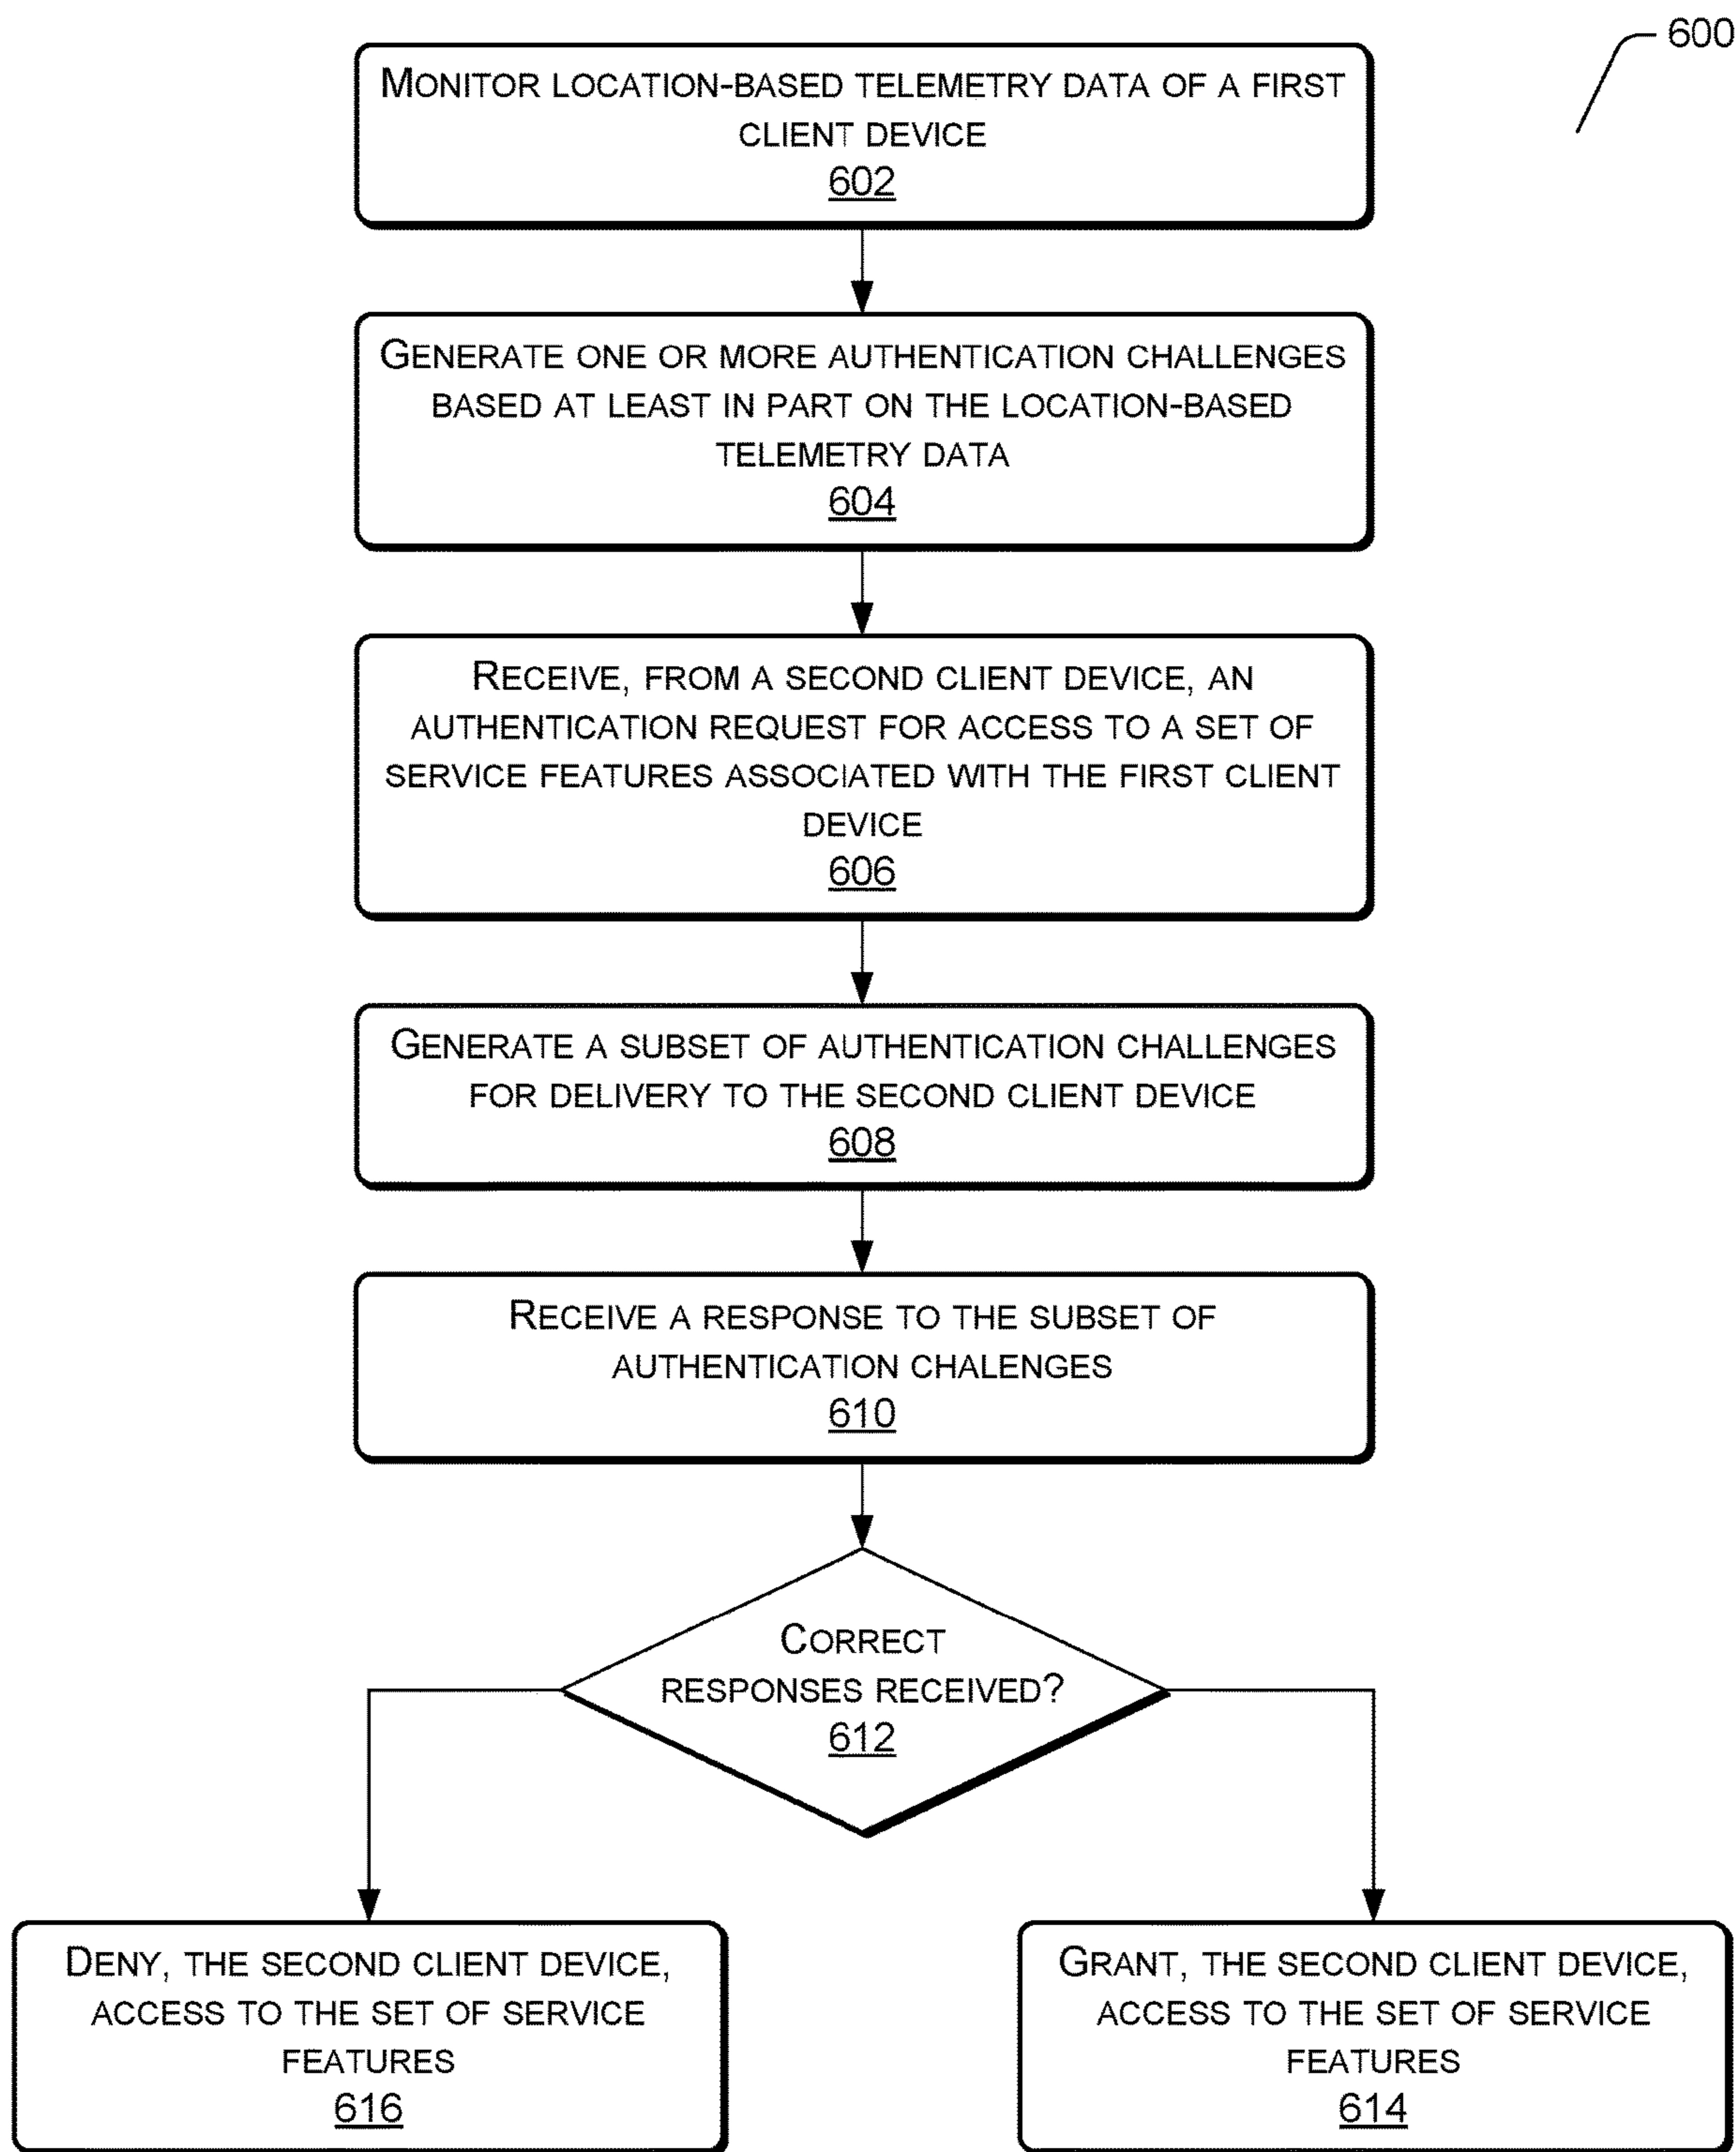 600
MONITOR LOCATION-BASED TELEMETRY DATA OF A FIRST
CLIENT DEVICE
602
GENERATE ONE OR MORE AUTHENTICATION CHALLENGES
BASED AT LEAST IN PART ON THE LOCATION-BASED
TELEMETRY DATA
604
RECEIVE, FROM A SECOND CLIENT DEVICE, AN
AUTHENTICATION REQUEST FOR ACCESS TO A SET OF
SERVICE FEATURES ASSOCIATED WITH THE FIRST CLIENT
DEVICE
606
GENERATE A SUBSET OF AUTHENTICATION CHALLENGES
FOR DELIVERY TO THE SECOND CLIENT DEVICE
608
RECEIVE A RESPONSE TO THE SUBSET OF
AUTHENTICATION CHALENGES
610
CORRECT
RESPONSES RECEIVED?
612
DENY, THE SECOND CLIENT DEVICE,
ACCESS TO THE SET OF SERVICE
FEATURES
616
GRANT, THE SECOND CLIENT DEVICE,
ACCESS TO THE SET OF SERVICE
FEATURES
614